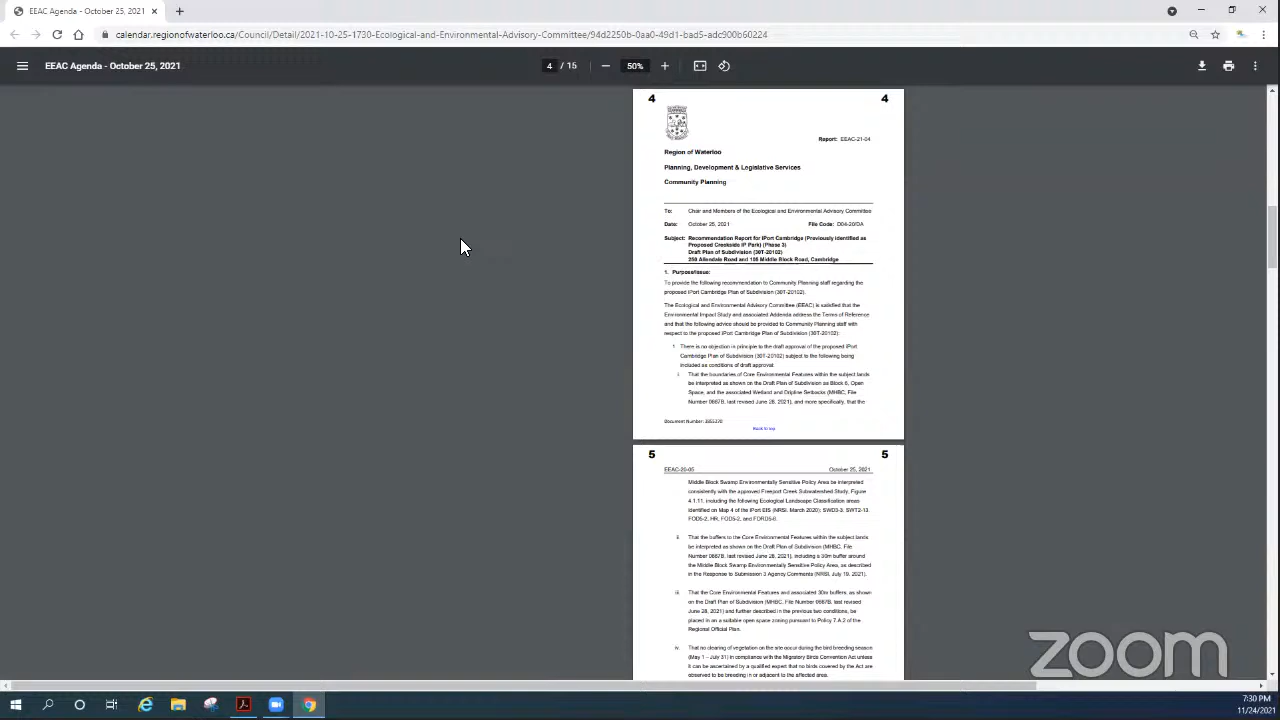 EEAC Agenda - October 25, 2021
calendar.regionofwaterloo.ca/Council/Detail/2021-10-25-1730-Ecological-and-Environmental-Advisory-Committee/94d2250b-0aa0-49d1-bad5-adc900b60224
EEAC Agenda - October 25, 2021
4 / 15
50%
4
4
Report: EEAC-21-04
Region of Waterloo
Planning, Development & Legislative Services
Community Planning
To: Chair and Members of the Ecological and Environmental Advisory Committee
Date: October 25, 2021 File Code: D04-20/DA
Subject: Recommendation Report for IPort Cambridge (Previously identified as
Proposed Creekside IP Park) (Phase 3)
Draft Plan of Subdivision (30T-20102)
250 Allendale Road and 105 Middle Block Road, Cambridge
1. Purpose/Issue:
To provide the following recommendation to Community Planning staff regarding the
proposed iPort Cambridge Plan of Subdivision (30T-20102).
The Ecological and Environmental Advisory Committee (EEAC) is satisfied that the
Environmental Impact Study and associated Addenda address the Terms of Reference
and that the following advice should be provided to Community Planning staff with
respect to the proposed iPort Cambridge Plan of Subdivision (30T-20102):
1. There is no objection in principle to the draft approval of the proposed iPort
Cambridge Plan of Subdivision (30T-20102) subject to the following being
included as conditions of draft approval:
i. That the boundaries of Core Environmental Features within the subject lands
be interpreted as shown on the Draft Plan of Subdivision as Block 6, Open
Space, and the associated Wetland and Dripline Setbacks (MHBC, File
Number 0887B, last revised June 28, 2021), and more specifically, that the
Document Number: 3855270
Back to top
5
5
EEAC-20-05 October 25, 2021
Middle Block Swamp Environmentally Sensitive Policy Area be interpreted
consistently with the approved Freeport Creek Subwatershed Study, Figure
4.1.11, including the following Ecological Landscape Classification areas
identified on Map 4 of the iPort EIS (NRSI, March 2020): SWD3-3, SWT2-13,
FOD5-2, HR, FOD5-2, and
ii. That the buffers to the Core Environmental Features within the subject lands
be interpreted as shown on the Draft Plan of Subdivision (MHBC, File
Number 0887B, last revised June 28, 2021), including a 30m buffer around
the Middle Block Swamp Environmentally Sensitive Policy Area, as described
in the Response to Submission 3 Agency Comments (NRSI, July 19, 2021).
iii. That the Core Environmental Features and associated 30m buffers, as shown
on the Draft Plan of Subdivision (MHBC, File Number 0887B, last revised
June 28, 2021) and further described in the previous two conditions, be
placed in an a suitable open space zoning pursuant to Policy 7.A.2 of the
Regional Official Plan.
iv. That no clearing of vegetation on the site occur during the bird breeding season
(May 1 – July 31) in compliance with the Migratory Birds Convention Act unless
it can be ascertained by a qualified expert that no birds covered by the Act are
observed to be breeding in or adjacent to the affected area.
zoom
7:30 PM
11/24/2021